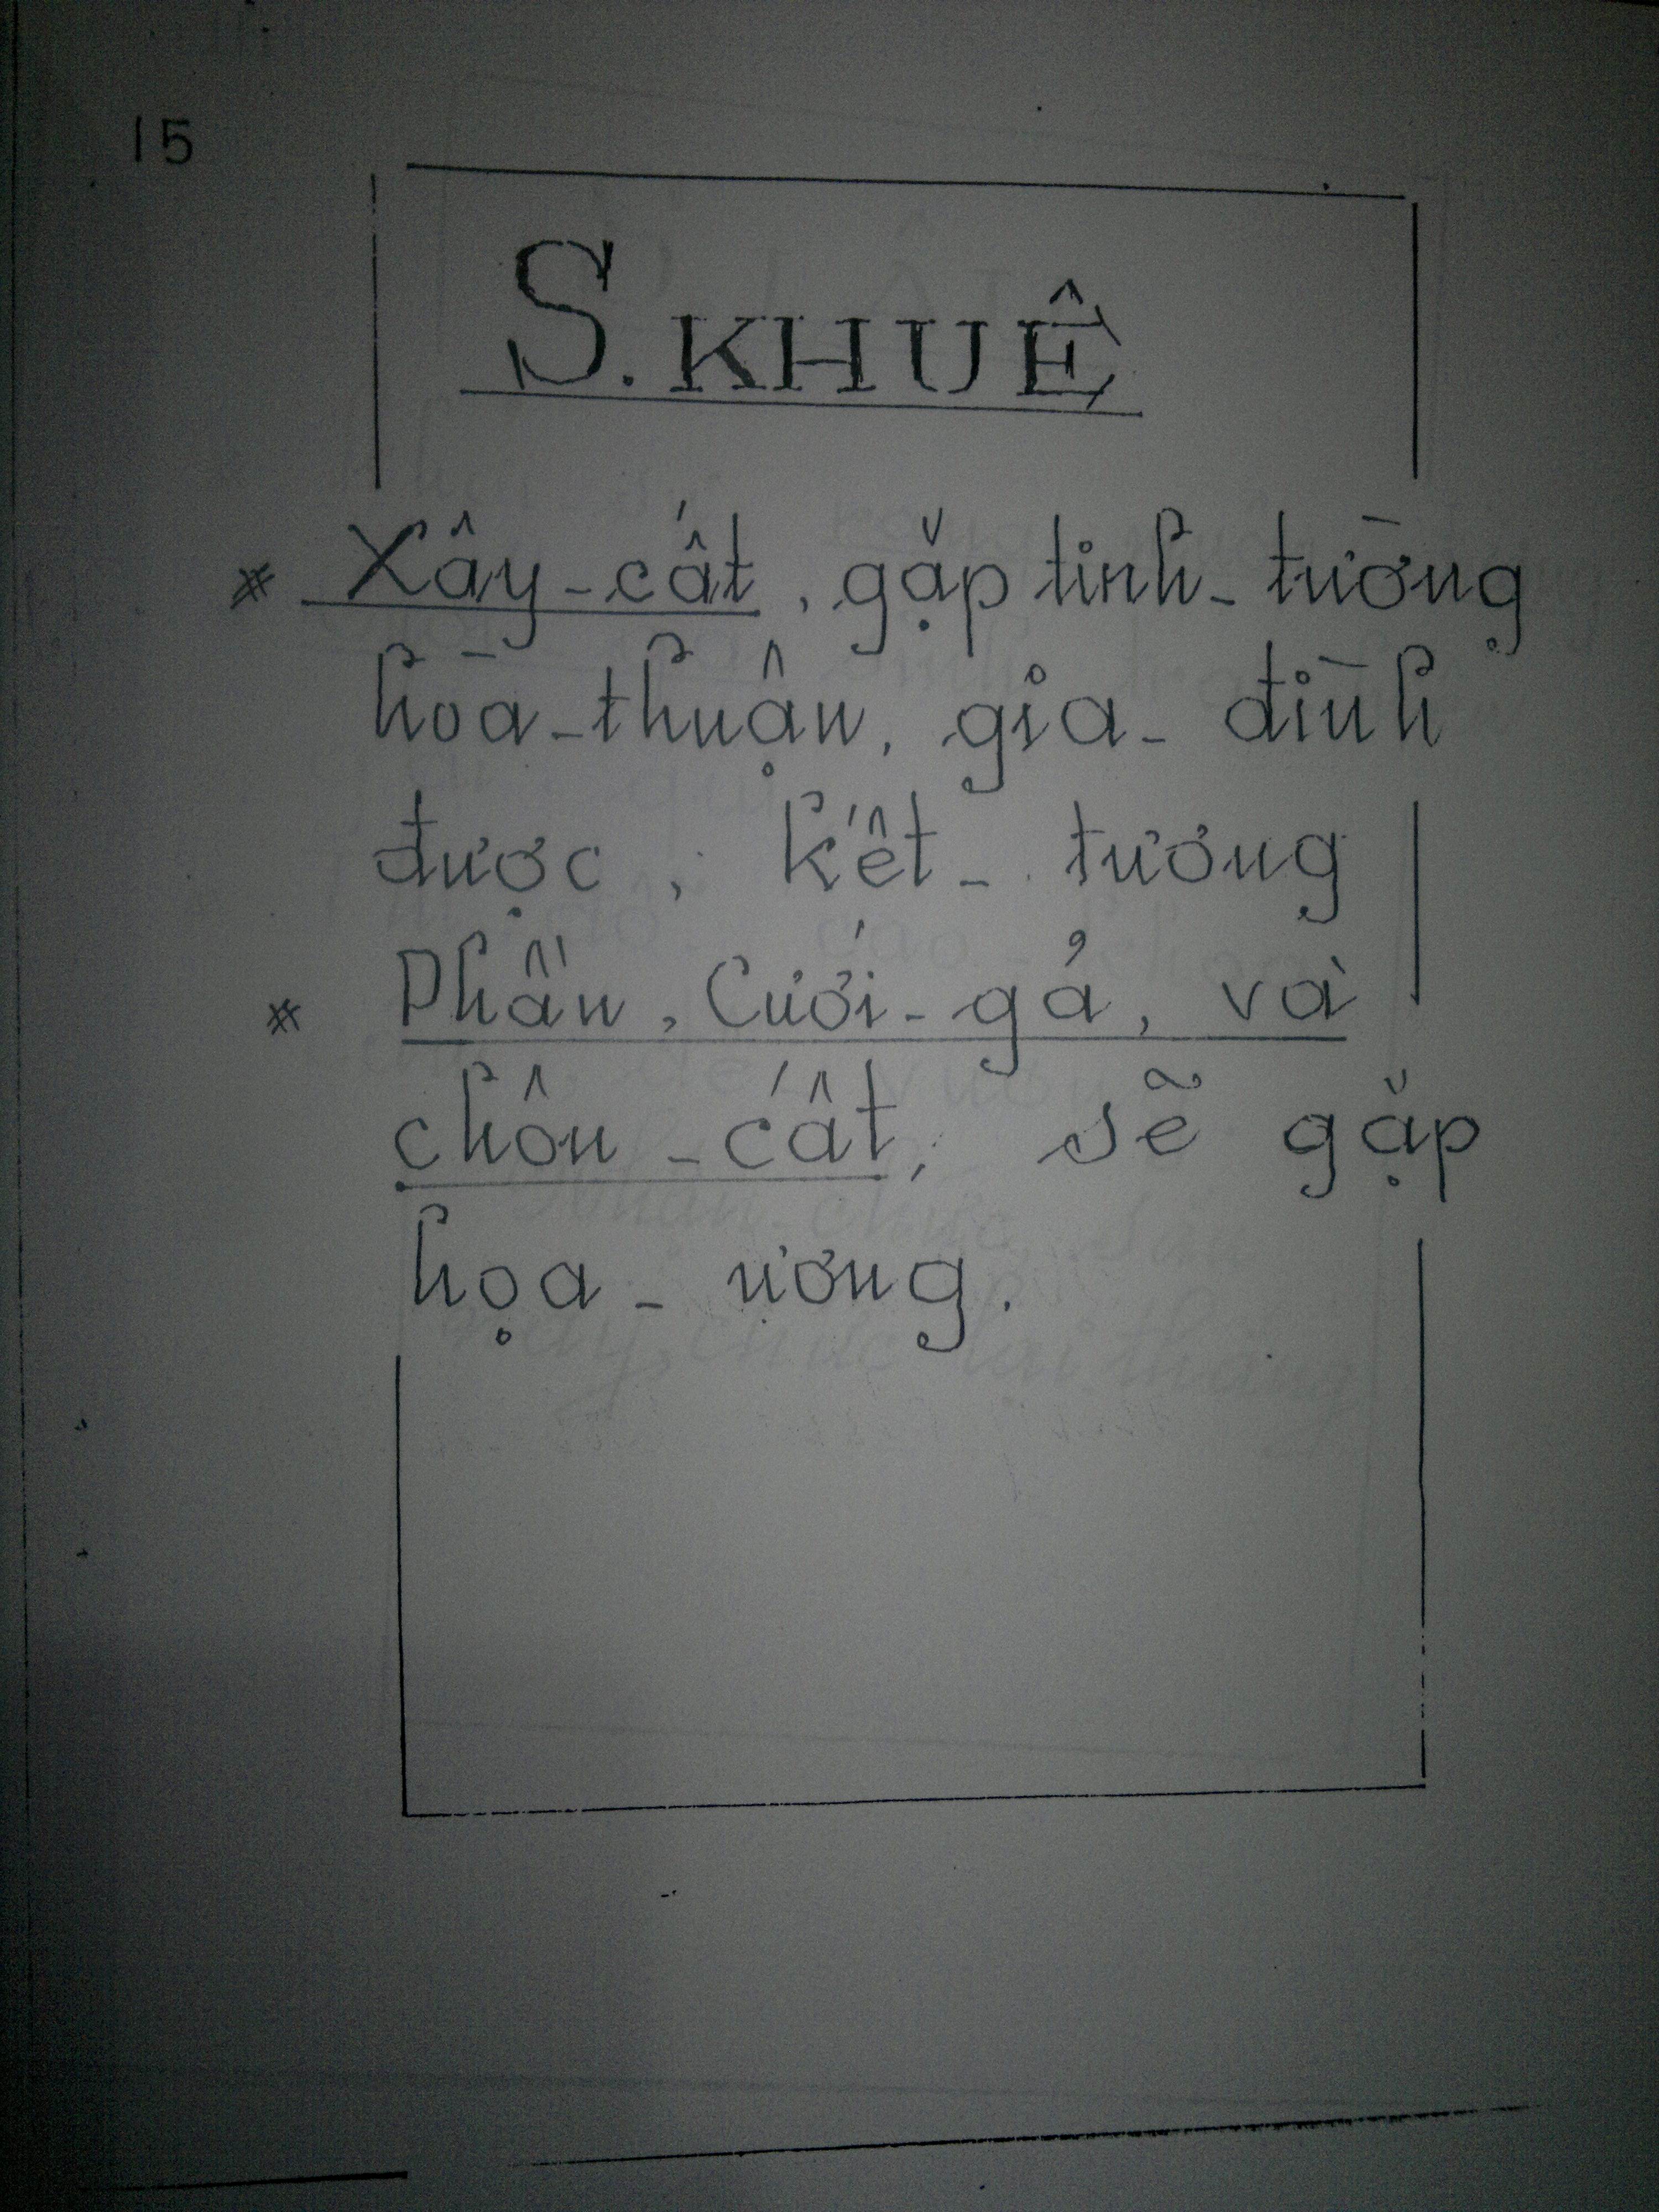 15
S. KHUÊ
* Xây-cất, gặp tinh-tường
hòa-thuận, gia-đình
được, kết-tương
* Phần, Cưới-gả, và
chôn-cất, sẽ gặp
họa-ương.